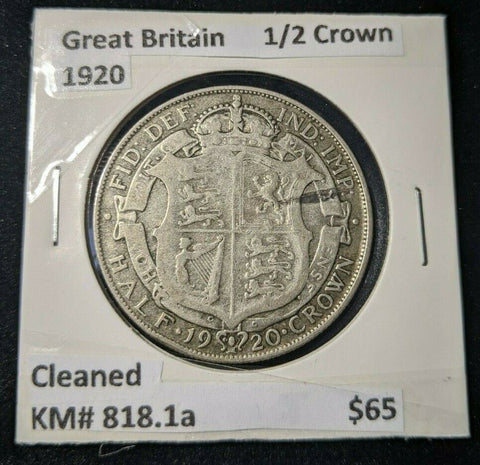 Great Britain 1/2 Crown
1920
FID: DEF: IND: IMP:
HALF · 19 20 · CROWN
Cleaned
KM# 818.1a $65